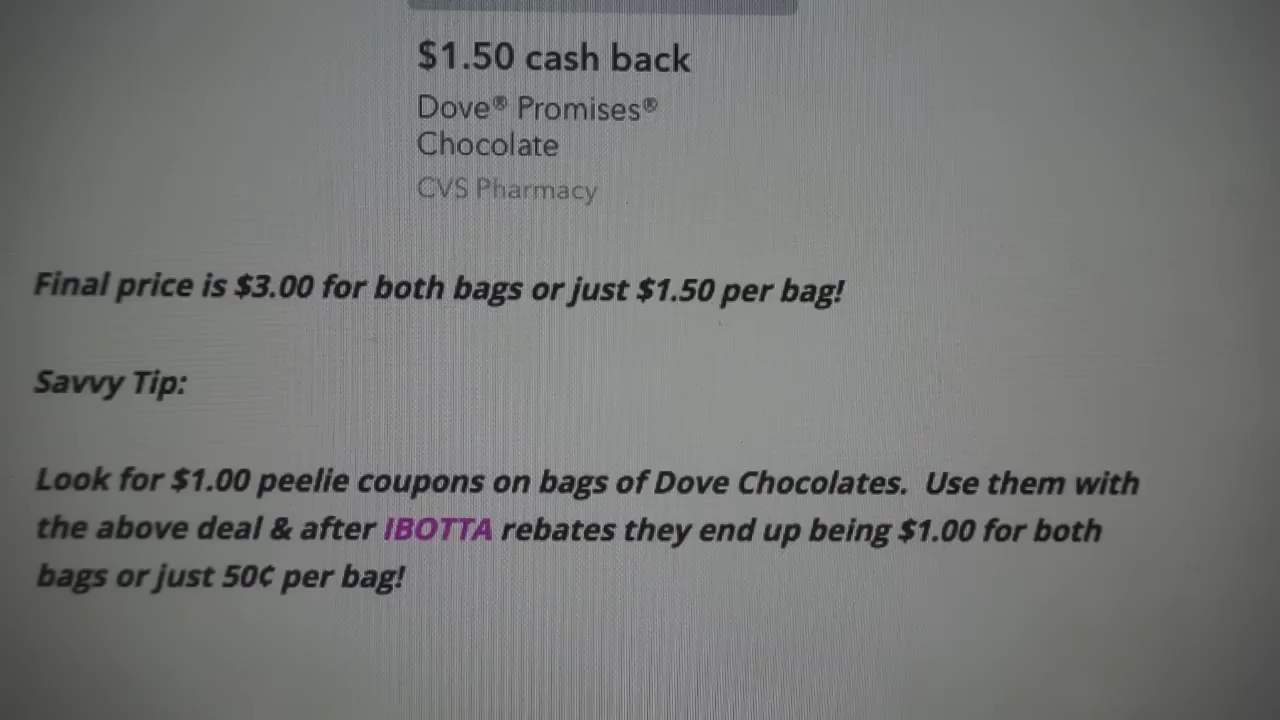 $1.50 cash back
Dove® Promises®
Chocolate
CVS Pharmacy
Final price is $3.00 for both bags or just $1.50 per bag!
Savvy Tip:
Look for $1.00 peelie coupons on bags of Dove Chocolates.  Use them with
the above deal & after IBOTTA rebates they end up being $1.00 for both
bags or just 50¢ per bag!